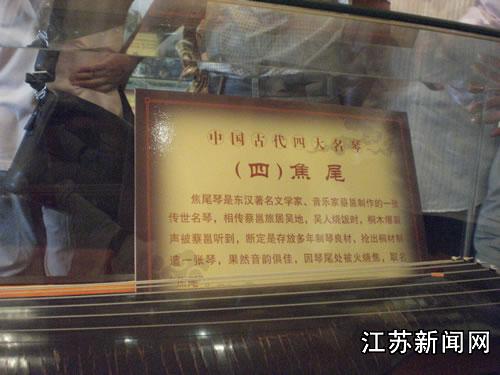 中国古代四大名琴
(四)焦尾
焦尾琴是东汉著名文学家、音乐家蔡邕制作的一张
传世名琴，相传蔡邕旅居吴地，吴人烧饭时，桐木爆裂
声被蔡邕听到，断定是存放多年制琴良材，抢出桐材制
造一张琴，果然音韵俱佳，因琴尾处被火烧焦，取名
焦尾
江苏新闻网